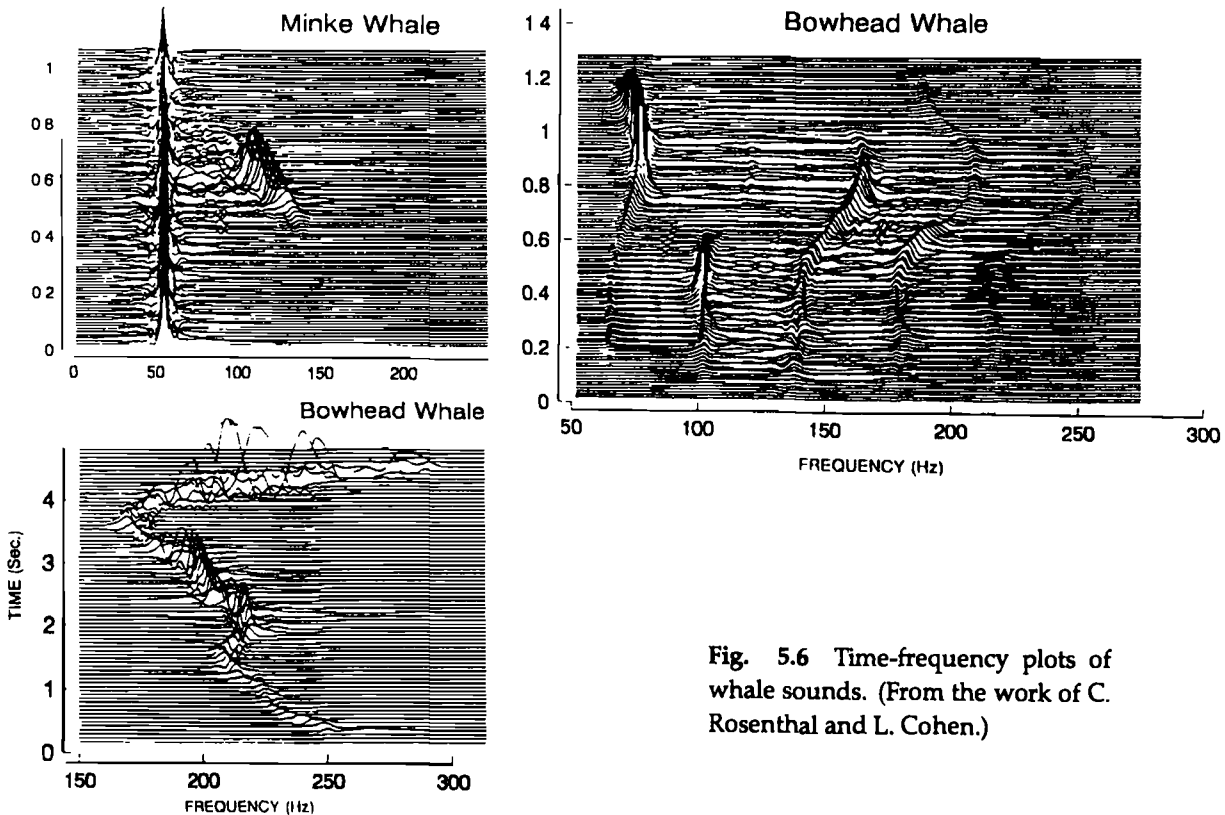 Minke Whale
1
0 8
0 6
0 4
0 2
0
0 50 100 150 200
Bowhead Whale
1 4
1.2
1
0.8
0.6
0.4
0.2
0
50 100 150 200 250 300
FREQUENCY (Hz)
Bowhead Whale
TIME (Sec.)
4
3
2
1
0
150 200 250 300
FREQUENCY (Hz)
Fig. 5.6 Time-frequency plots of
whale sounds. (From the work of C.
Rosenthal and L. Cohen.)